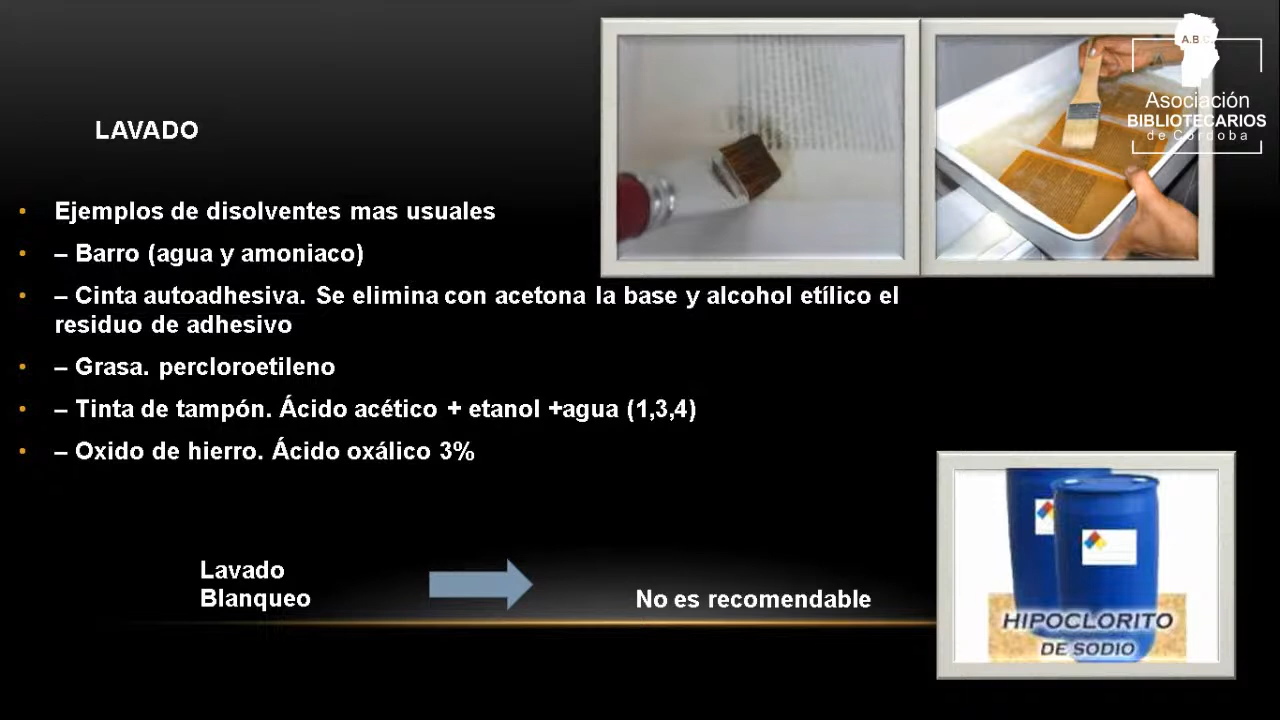 A.B.C.
Asociación
BIBLIOTECARIOS
de Córdoba
LAVADO
• Ejemplos de disolventes mas usuales
• – Barro (agua y amoniaco)
• – Cinta autoadhesiva. Se elimina con acetona la base y alcohol etílico el
residuo de adhesivo
• – Grasa. percloroetileno
• – Tinta de tampón. Ácido acético + etanol +agua (1,3,4)
• – Oxido de hierro. Ácido oxálico 3%
Lavado
Blanqueo
No es recomendable
HIPOCLORITO
DE SODIO